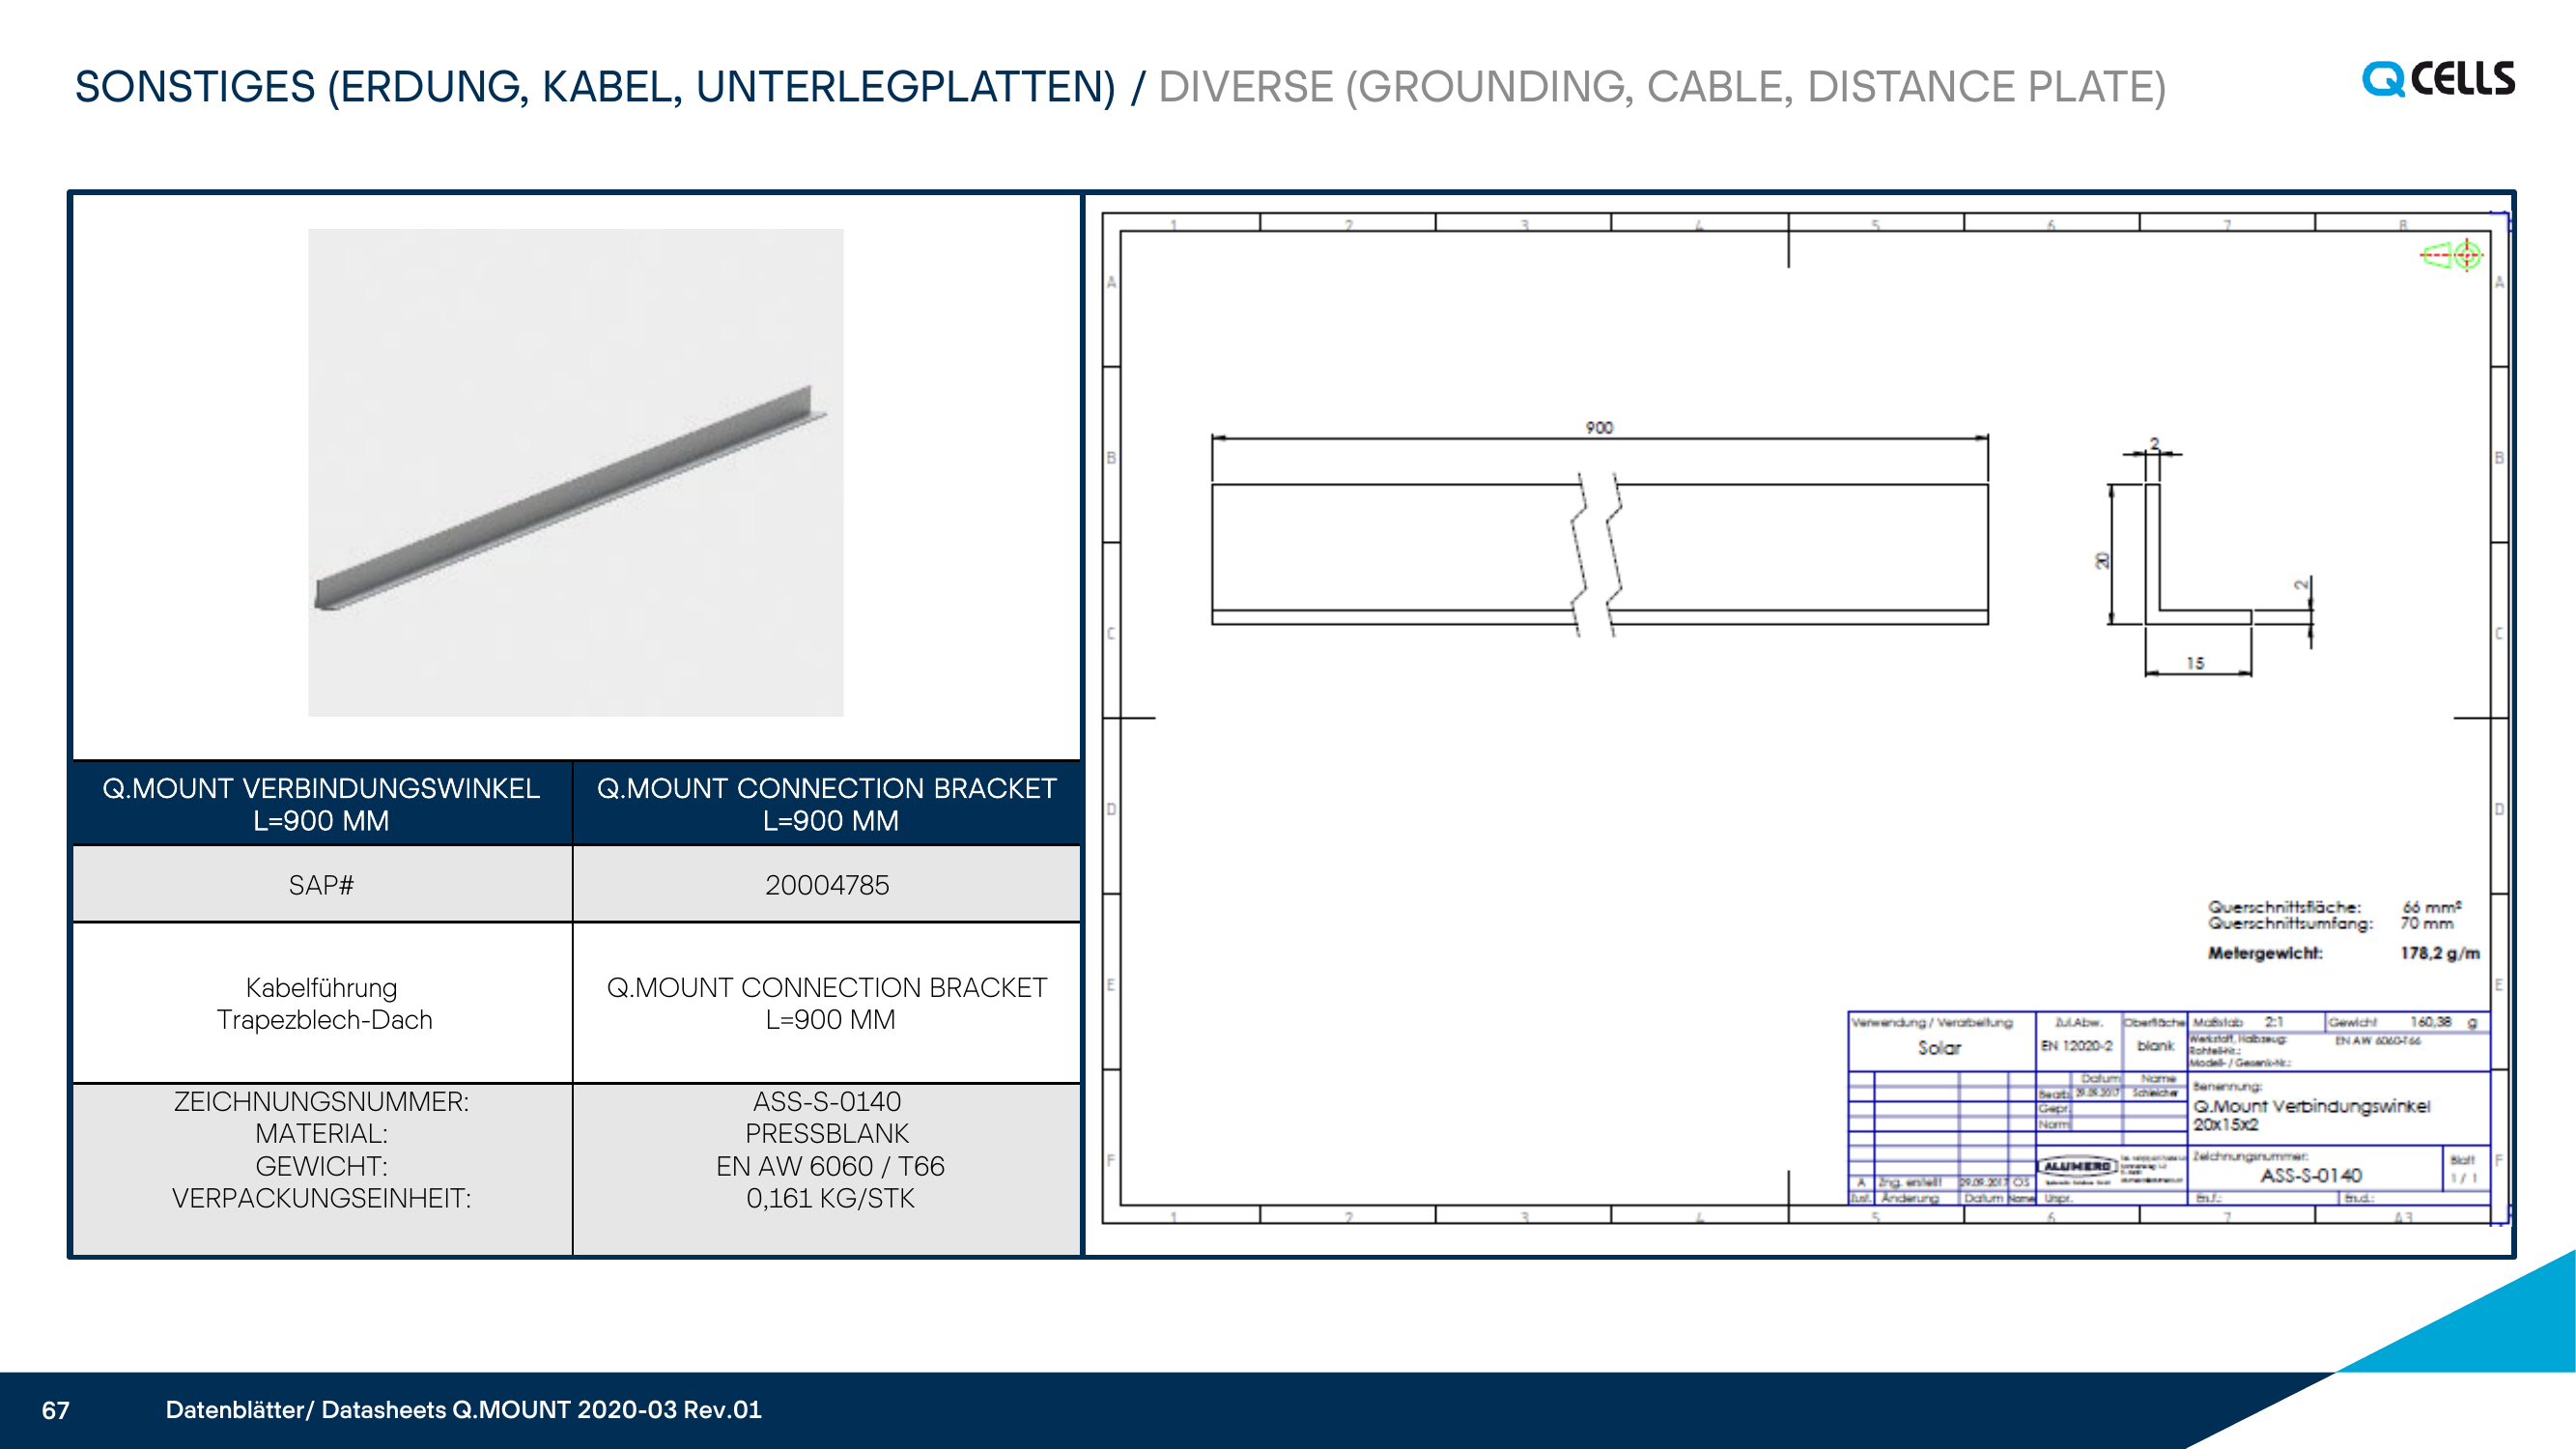 SONSTIGES (ERDUNG, KABEL, UNTERLEGPLATTEN) / DIVERSE (GROUNDING, CABLE, DISTANCE PLATE)
Q CELLS
Q.MOUNT VERBINDUNGSWINKEL
L=900 MM
Q.MOUNT CONNECTION BRACKET
L=900 MM
SAP#
20004785
Kabelführung
Trapezblech-Dach
Q.MOUNT CONNECTION BRACKET
L=900 MM
ZEICHNUNGSNUMMER:
MATERIAL:
GEWICHT:
VERPACKUNGSEINHEIT:
ASS-S-0140
PRESSBLANK
EN AW 6060 / T66
0,161 KG/STK
1 2 3 4 5 6 7 8
A A
B B
C C
D D
E E
F F
900
2
20
2
15
Querschnittsfläche: 66 mm²
Querschnittsumfang: 70 mm
Metergewicht: 178,2 g/m
Verwendung / Verarbeitung
Solar
Zul.Abw.
EN 12020-2
Oberfläche
blank
Maßstab 2:1
Gewicht 160,38 g
Werkstoff, Halbzeug: EN AW 6060-T66
Rohteil-Nr.:
Modell- / Gesenk-Nr.:
Datum Name
Bearb. 29.09.2017 Schleicher
Gepr.
Norm
Benennung:
Q.Mount Verbindungswinkel
20x15x2
ALUMERO
Zeichnungsnummer:
ASS-S-0140
Blatt
1 / 1
A Zng. erstellt 29.09.2017 OS
Zust. Änderung Datum Name Urspr.
Ers.f.: Ers.d.:
1 2 3 4 5 6 7 A3
67
Datenblätter/ Datasheets Q.MOUNT 2020-03 Rev.01